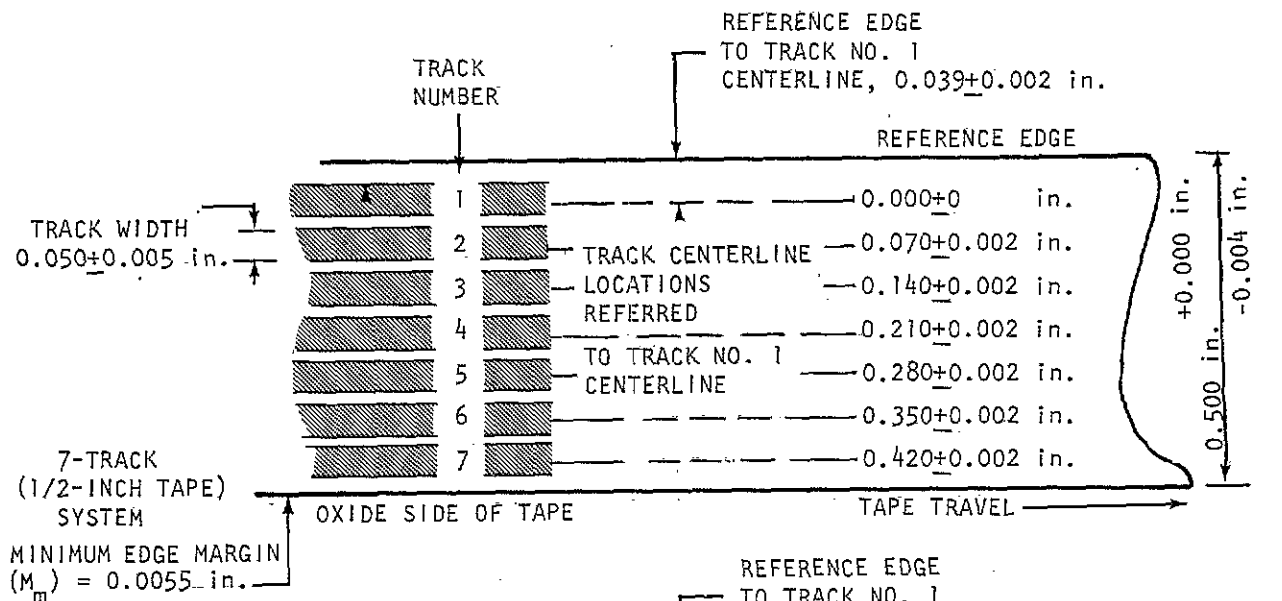 REFERENCE EDGE
TO TRACK NO. 1
CENTERLINE, 0.039±0.002 in.
TRACK
NUMBER
REFERENCE EDGE
1 0.000±0 in.
TRACK WIDTH
0.050±0.005 in.
2 0.070±0.002 in.
3 0.140±0.002 in.
4 0.210±0.002 in.
5 0.280±0.002 in.
6 0.350±0.002 in.
7 0.420±0.002 in.
TRACK CENTERLINE
LOCATIONS
REFERRED
TO TRACK NO. 1
CENTERLINE
0.500 in.
+0.000 in.
-0.004 in.
7-TRACK
(1/2-INCH TAPE)
SYSTEM
OXIDE SIDE OF TAPE
TAPE TRAVEL
MINIMUM EDGE MARGIN
(Mm) = 0.0055 in.
REFERENCE EDGE
TO TRACK NO. 1